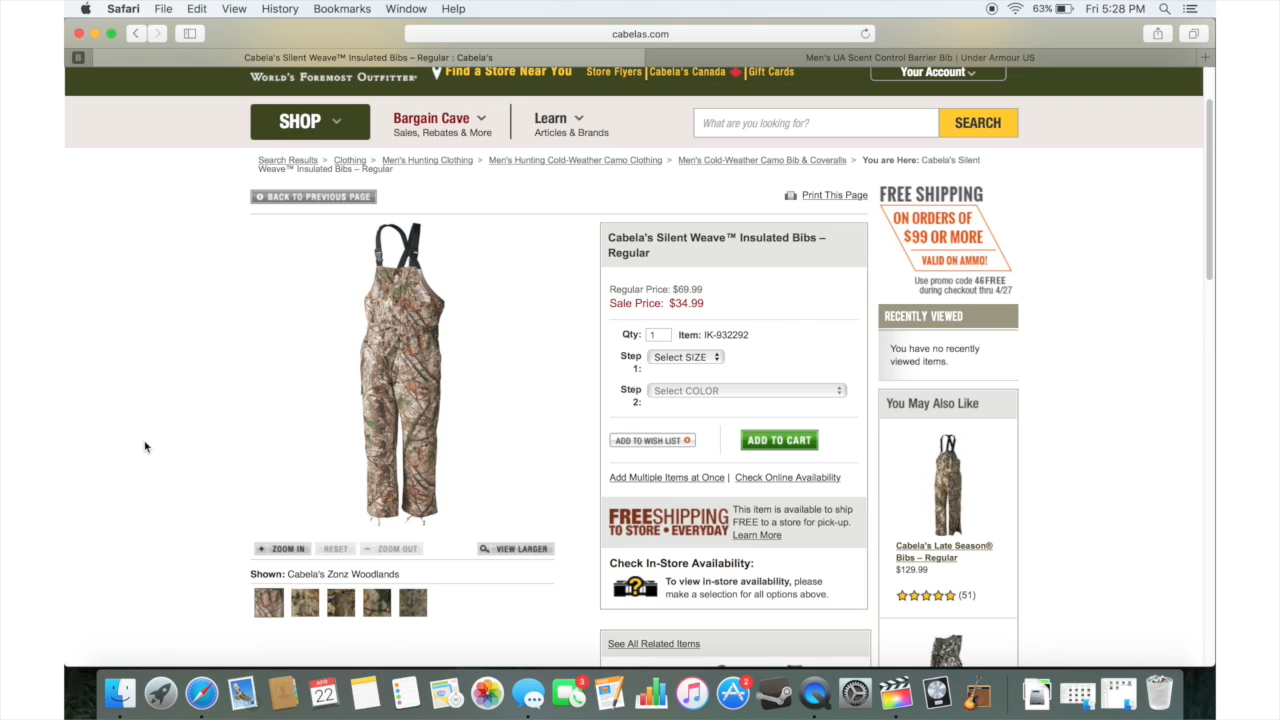 Safari File Edit View History Bookmarks Window Help 63% Fri 5:28 PM
cabelas.com
B Cabela's Silent Weave™ Insulated Bibs – Regular : Cabela's Men's UA Scent Control Barrier Bib | Under Armour US
World's Foremost Outfitter Find a Store Near You Store Flyers Cabela's Canada Gift Cards Your Account
SHOP
Bargain Cave
Sales, Rebates & More
Learn
Articles & Brands
What are you looking for? SEARCH
Search Results > Clothing > Men's Hunting Clothing > Men's Hunting Cold-Weather Camo Clothing > Men's Cold-Weather Camo Bib & Coveralls > You are Here: Cabela's Silent
Weave™ Insulated Bibs – Regular
BACK TO PREVIOUS PAGE
Print This Page
+ ZOOM IN RESET – ZOOM OUT VIEW LARGER
Shown: Cabela's Zonz Woodlands
Cabela's Silent Weave™ Insulated Bibs –
Regular
Regular Price: $69.99
Sale Price: $34.99
Qty: 1 Item: IK-932292
Step
1: Select SIZE
Step
2: Select COLOR
ADD TO WISH LIST ADD TO CART
Add Multiple Items at Once | Check Online Availability
FREE SHIPPING
TO STORE • EVERYDAY
This item is available to ship
FREE to a store for pick-up.
Learn More
Check In-Store Availability:
To view in-store availability, please
make a selection for all options above.
See All Related Items
FREE SHIPPING
ON ORDERS OF
$99 OR MORE
VALID ON AMMO!
Use promo code 46FREE
during checkout thru 4/27
RECENTLY VIEWED
You have no recently
viewed items.
You May Also Like
Cabela's Late Season®
Bibs – Regular
$129.99
(51)
APR
22
3
2